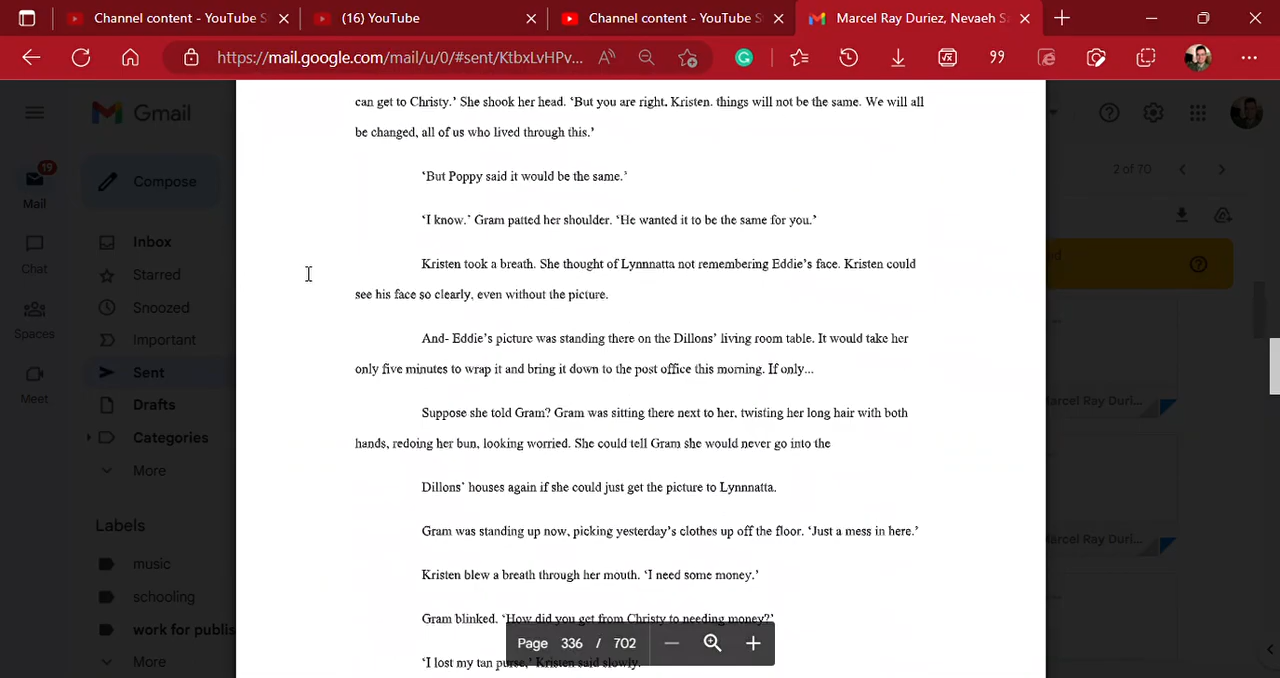 Channel content - YouTube S
(16) YouTube
Channel content - YouTube S
Marcel Ray Duriez, Nevaeh Sa
https://mail.google.com/mail/u/0/#sent/KtbxLvHPv...
Gmail
Compose
19
Mail
Chat
Spaces
Meet
Inbox
Starred
Snoozed
Important
Sent
Drafts
Categories
More
Labels
music
schooling
work for publis
More
2 of 70
Marcel Ray Duri...
Marcel Ray Duri...
can get to Christy.’ She shook her head. ‘But you are right, Kristen. things will not be the same. We will all
be changed, all of us who lived through this.’
‘But Poppy said it would be the same.’
‘I know.’ Gram patted her shoulder. ‘He wanted it to be the same for you.’
Kristen took a breath. She thought of Lynnnatta not remembering Eddie’s face. Kristen could
see his face so clearly, even without the picture.
And- Eddie’s picture was standing there on the Dillons’ living room table. It would take her
only five minutes to wrap it and bring it down to the post office this morning. If only...
Suppose she told Gram? Gram was sitting there next to her, twisting her long hair with both
hands, redoing her bun, looking worried. She could tell Gram she would never go into the
Dillons’ houses again if she could just get the picture to Lynnnatta.
Gram was standing up now, picking yesterday’s clothes up off the floor. ‘Just a mess in here.’
Kristen blew a breath through her mouth. ‘I need some money.’
Gram blinked. ‘How did you get from Christy to needing money?’
‘I lost my tan purse,’ Kristen said slowly.
Page 336 / 702